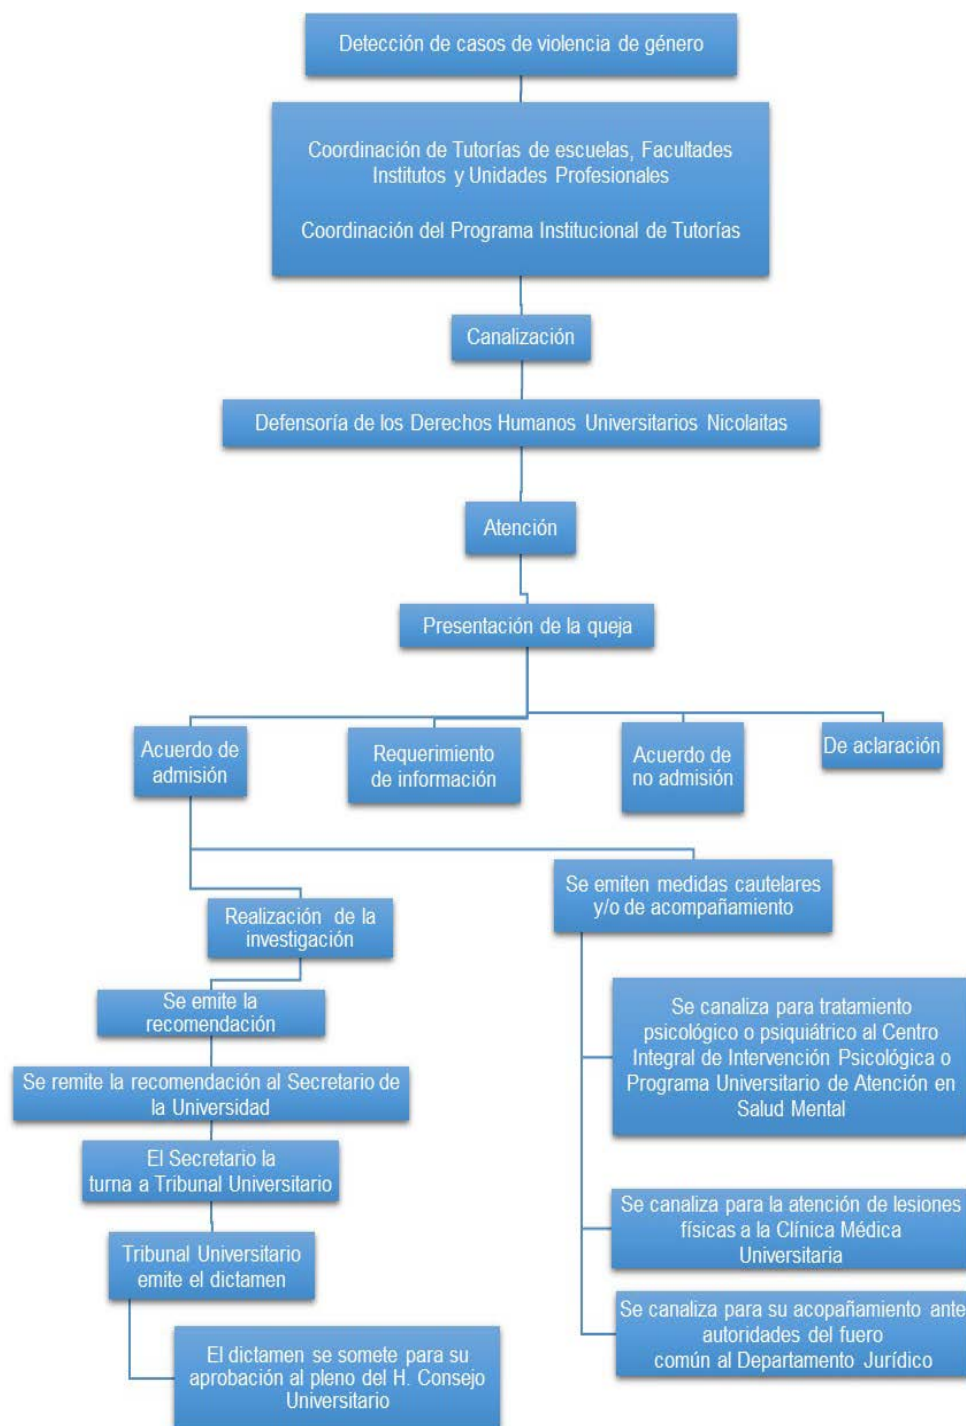 Detección de casos de violencia de género
Coordinación de Tutorías de escuelas, Facultades
Institutos y Unidades Profesionales
Coordinación del Programa Institucional de Tutorías
Canalización
Defensoría de los Derechos Humanos Universitarios Nicolaitas
Atención
Presentación de la queja
Acuerdo de
admisión
Requerimiento
de información
Acuerdo de
no admisión
De aclaración
Realización de la
investigación
Se emite la
recomendación
Se remite la recomendación al Secretario de
la Universidad
El Secretario la
turna a Tribunal Universitario
Tribunal Universitario
emite el dictamen
El dictamen se somete para su
aprobación al pleno del H. Consejo
Universitario
Se emiten medidas cautelares
y/o de acompañamiento
Se canaliza para tratamiento
psicológico o psiquiátrico al Centro
Integral de Intervención Psicológica o
Programa Universitario de Atención en
Salud Mental
Se canaliza para la atención de lesiones
físicas a la Clínica Médica
Universitaria
Se canaliza para su acopañamiento ante
autoridades del fuero
común al Departamento Jurídico